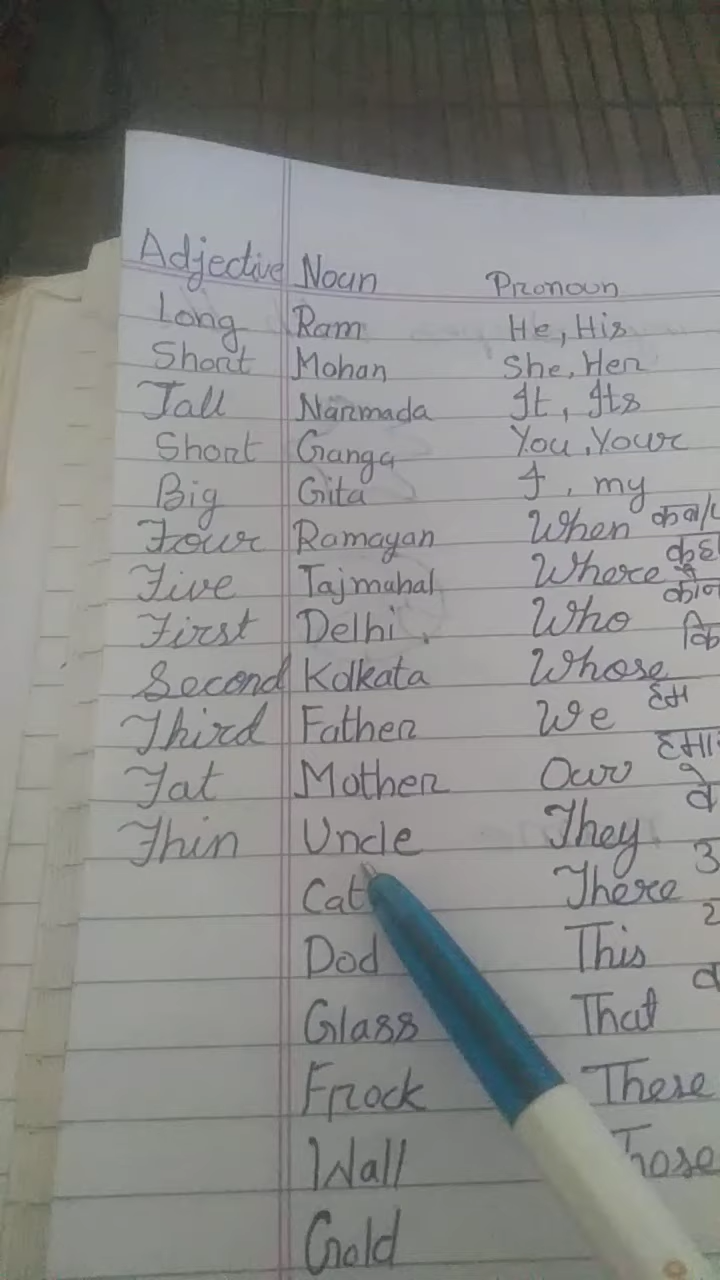 Adjective Noun Pronoun
Long Ram He, His
Short Mohan She, Her
Tall Narmada It, Its
Short Ganga You, Your
Big Gita I, my
Four Ramayan When
Five Tajmahal Where
First Delhi. Who
Second Kolkata Whose
Third Father We हम
Fat Mother Our
Thin Uncle They
Cat There
Dod This
Glass That
Frock These
Wall Those
Gold